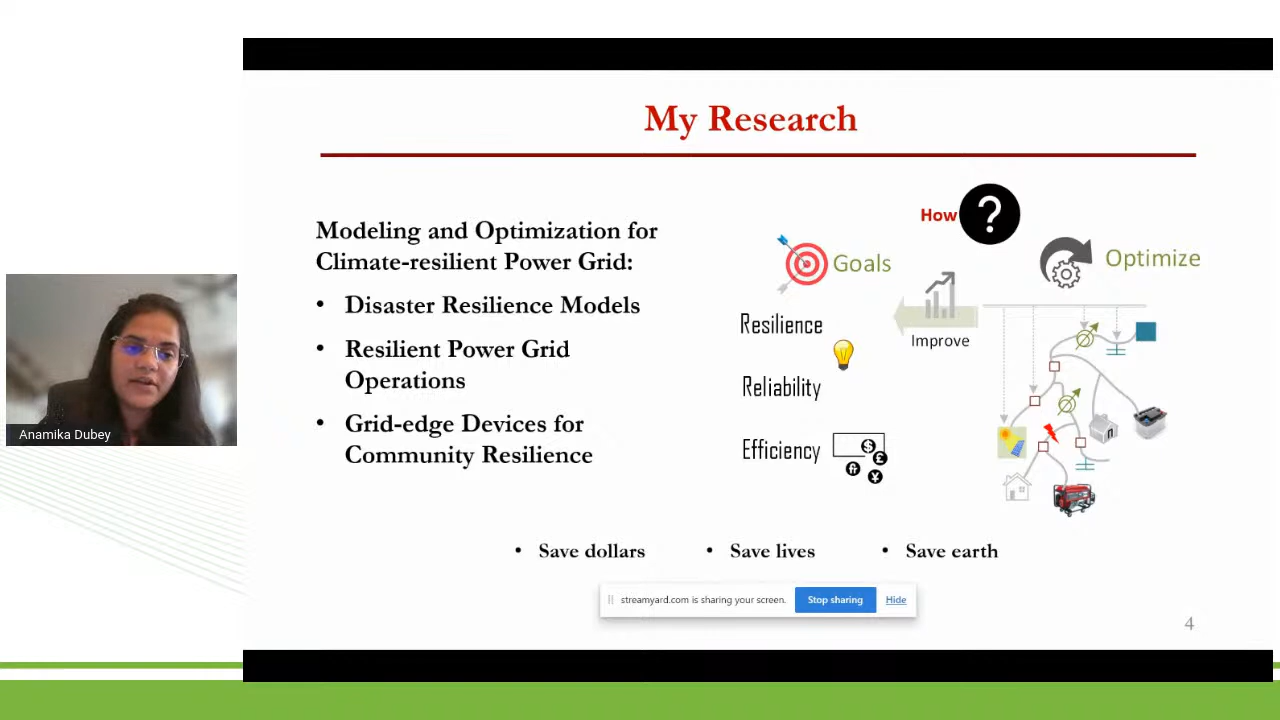 My Research
Modeling and Optimization for
Climate-resilient Power Grid:
• Disaster Resilience Models
• Resilient Power Grid
Operations
• Grid-edge Devices for
Community Resilience
How ?
Goals
Optimize
Resilience
Improve
Reliability
Efficiency
• Save dollars • Save lives • Save earth
streamyard.com is sharing your screen. Stop sharing Hide
4
Anamika Dubey